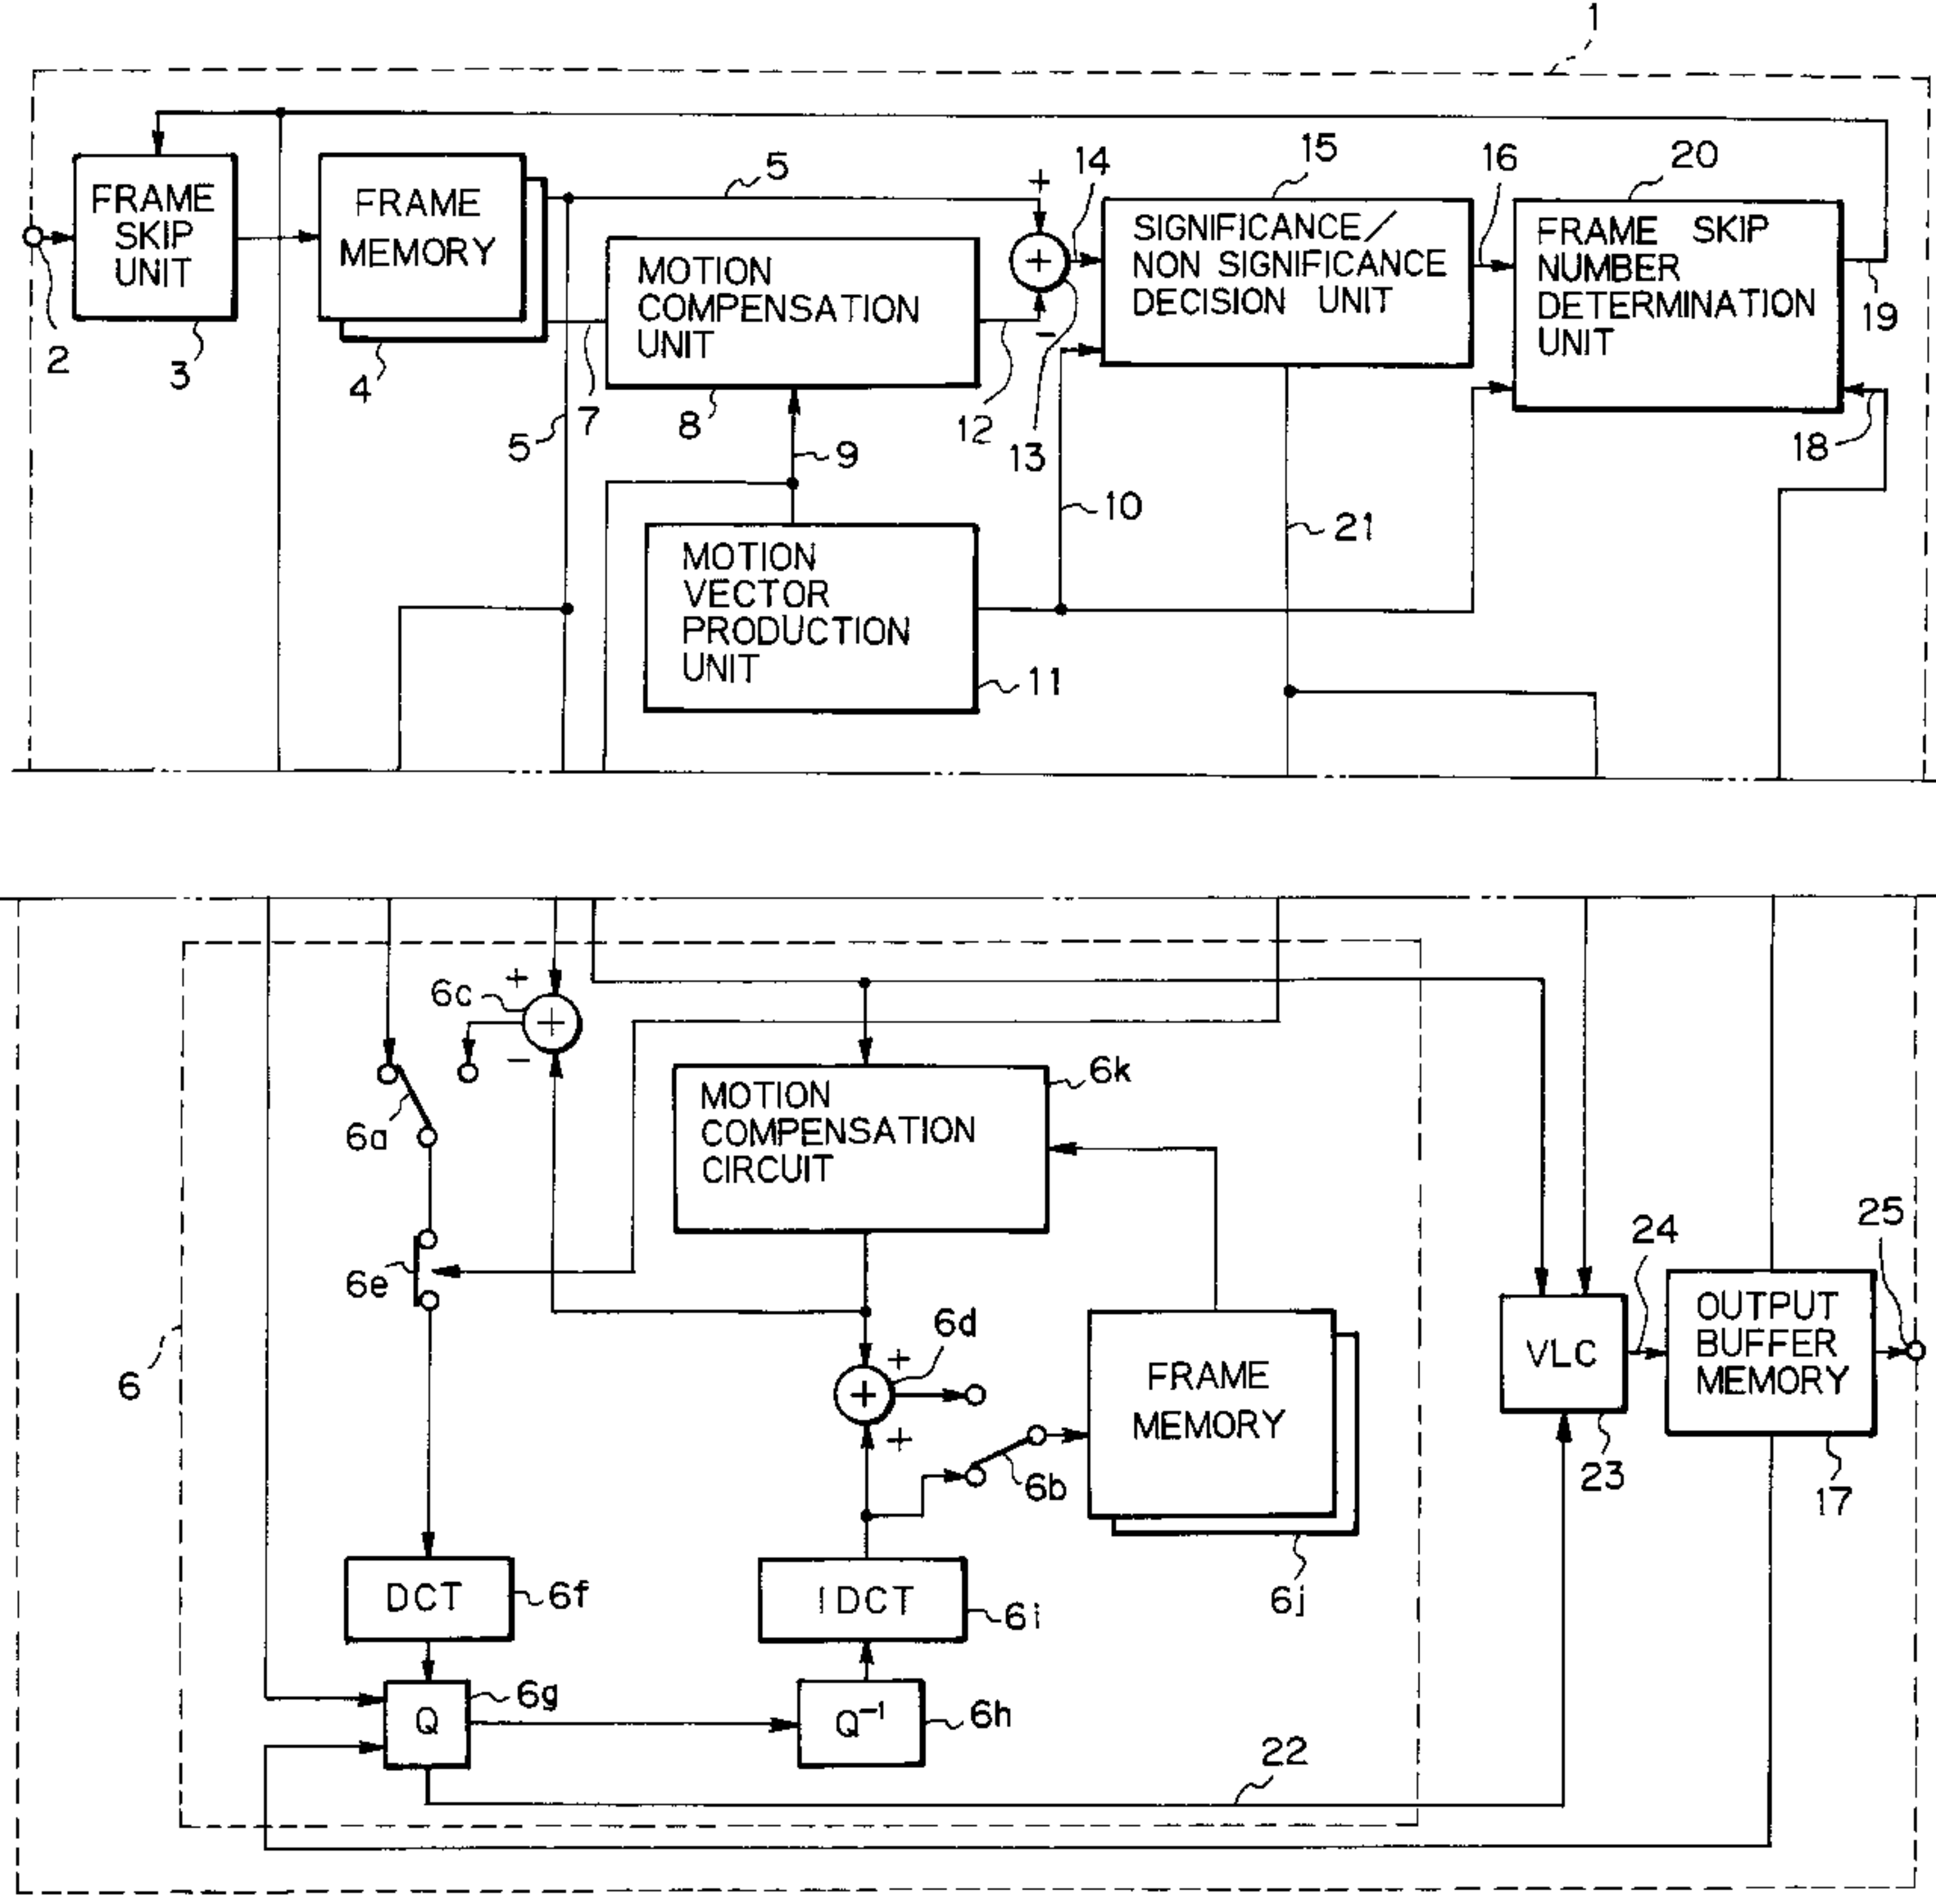 1
FRAME
SKIP
UNIT
2
3
FRAME
MEMORY
4
5
5
7
MOTION
COMPENSATION
UNIT
8
9
MOTION
VECTOR
PRODUCTION
UNIT
11
10
12
+
+
-
13
14
15
SIGNIFICANCE/
NON SIGNIFICANCE
DECISION UNIT
16
20
FRAME SKIP
NUMBER
DETERMINATION
UNIT
19
18
21
6
6c
+
+
-
6a
6e
MOTION
COMPENSATION
CIRCUIT
6k
6d
+
+
+
6b
FRAME
MEMORY
6j
DCT
6f
IDCT
6i
Q
6g
Q⁻¹
6h
22
VLC
23
24
OUTPUT
BUFFER
MEMORY
17
25